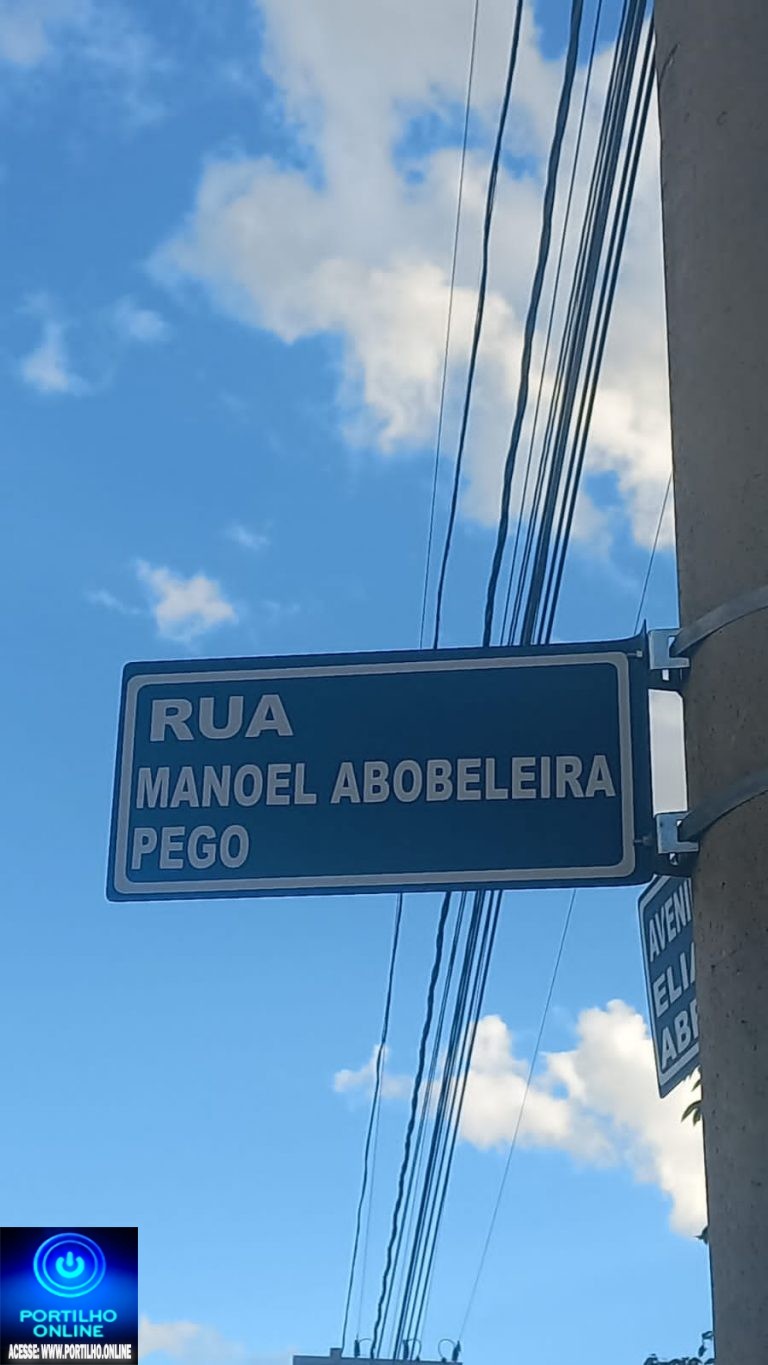 RUA
MANOEL ABOBELEIRA
PEGO
PORTILHO
ONLINE
ACESSE: WWW.PORTILHO.ONLINE